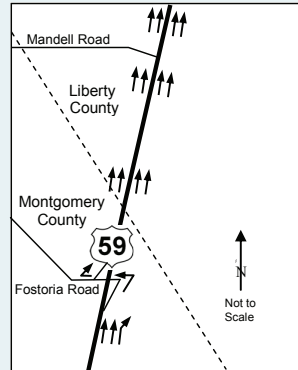 Mandell Road
Liberty
County
Montgomery
County
59
Fostoria Road
N
Not to
Scale